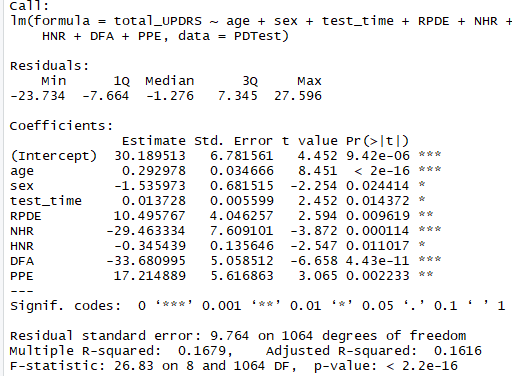 Call:
lm(formula = total_UPDRS ~ age + sex + test_time + RPDE + NHR +
    HNR + DFA + PPE, data = PDTest)

Residuals:
    Min      1Q  Median      3Q     Max
-23.734  -7.664  -1.276   7.345  27.596

Coefficients:
              Estimate Std. Error t value Pr(>|t|)
(Intercept)  30.189513   6.781561   4.452 9.42e-06 ***
age           0.292978   0.034666   8.451  < 2e-16 ***
sex          -1.535973   0.681515  -2.254 0.024414 *
test_time     0.013728   0.005599   2.452 0.014372 *
RPDE         10.495767   4.046257   2.594 0.009619 **
NHR         -29.463334   7.609101  -3.872 0.000114 ***
HNR          -0.345439   0.135646  -2.547 0.011017 *
DFA         -33.680995   5.058512  -6.658 4.43e-11 ***
PPE          17.214889   5.616863   3.065 0.002233 **
---
Signif. codes:  0 ‘***’ 0.001 ‘**’ 0.01 ‘*’ 0.05 ‘.’ 0.1 ‘ ’ 1

Residual standard error: 9.764 on 1064 degrees of freedom
Multiple R-squared:  0.1679,    Adjusted R-squared:  0.1616
F-statistic: 26.83 on 8 and 1064 DF,  p-value: < 2.2e-16